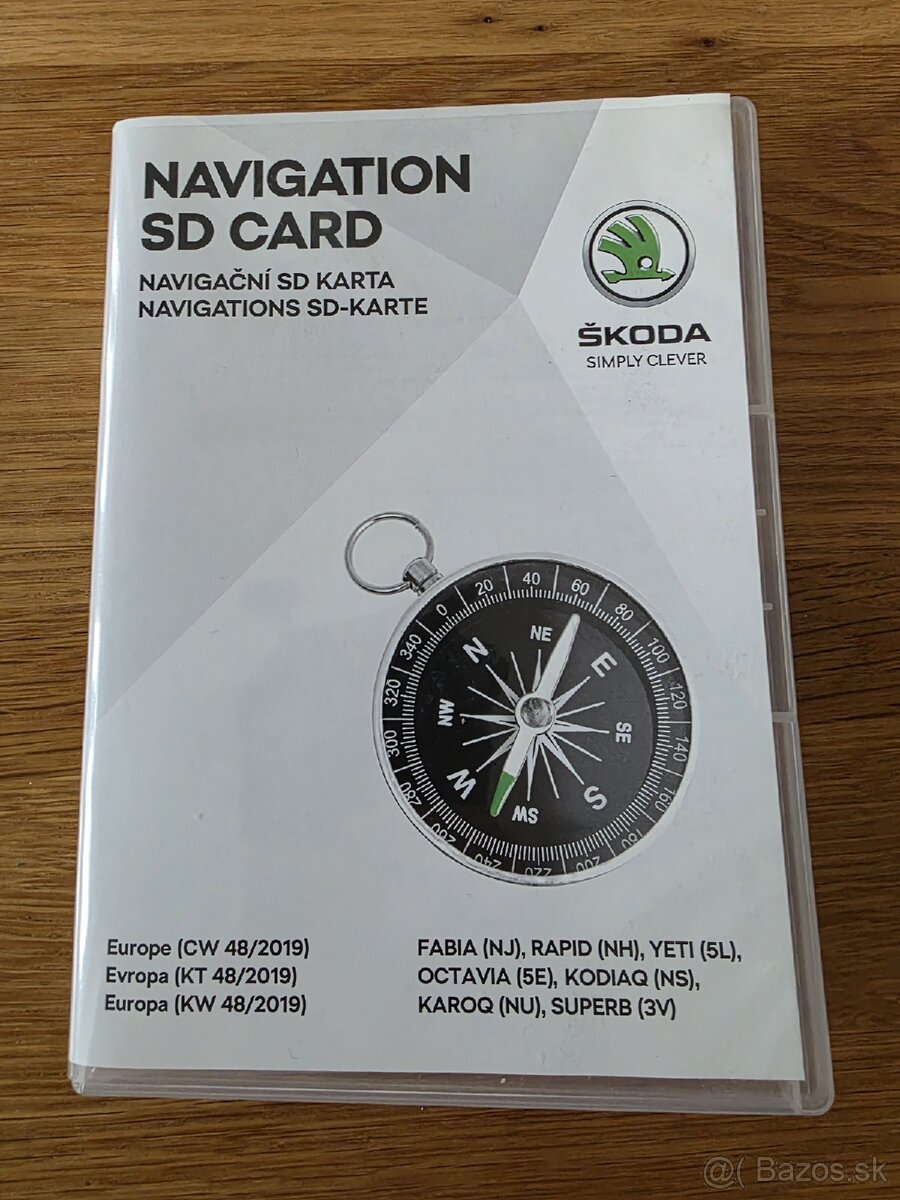 NAVIGATION
SD CARD
NAVIGAČNÍ SD KARTA
NAVIGATIONS SD-KARTE
ŠKODA
SIMPLY CLEVER
0 20 40 60 80 100 120 140 160 180 200 220 240 260 280 300 320 340
N NE E SE S SW W NW
Europe (CW 48/2019)
Evropa (KT 48/2019)
Europa (KW 48/2019)
FABIA (NJ), RAPID (NH), YETI (5L),
OCTAVIA (5E), KODIAQ (NS),
KAROQ (NU), SUPERB (3V)
@( Bazos.sk